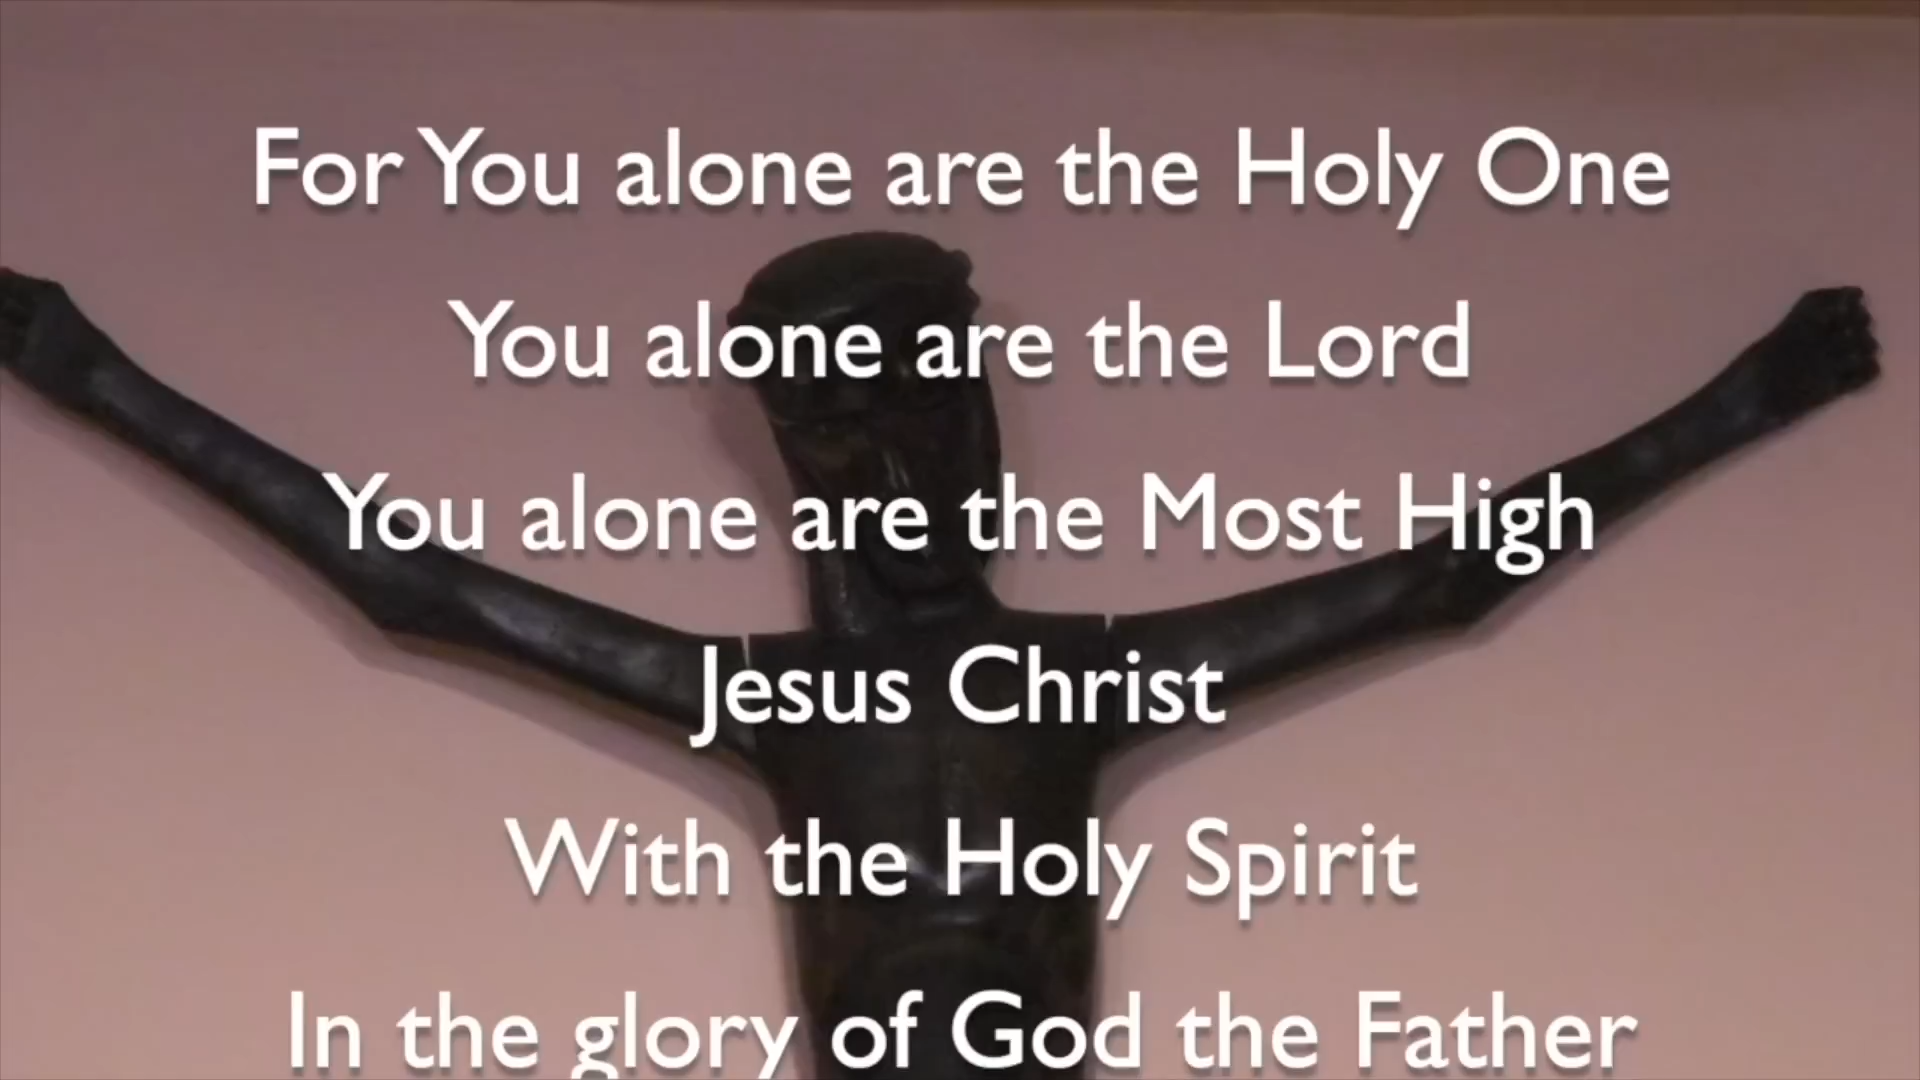 For You alone are the Holy One
You alone are the Lord
You alone are the Most High
Jesus Christ
With the Holy Spirit
In the glory of God the Father